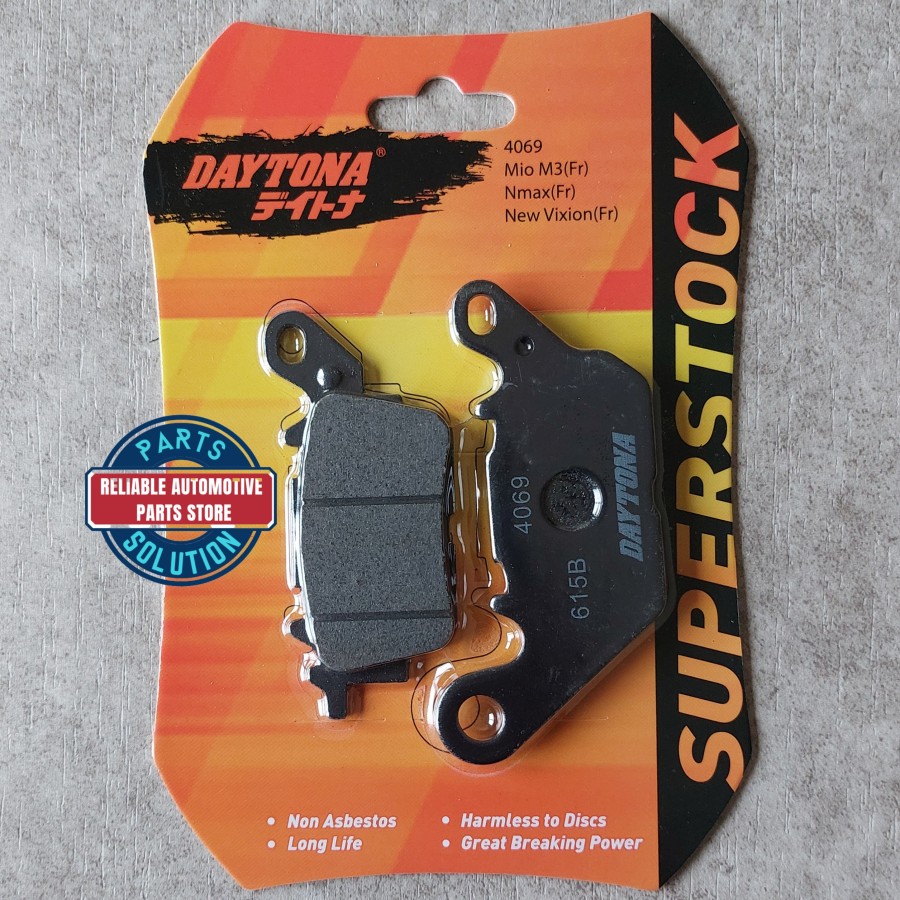 DAYTONA®
デイトナ
4069
Mio M3(Fr)
Nmax(Fr)
New Vixion(Fr)
SUPERSTOCK
PARTS
RELIABLE AUTOMOTIVE
PARTS STORE
SOLUTION
DAYTONA
4069
615B
• Non Asbestos
• Long Life
• Harmless to Discs
• Great Breaking Power